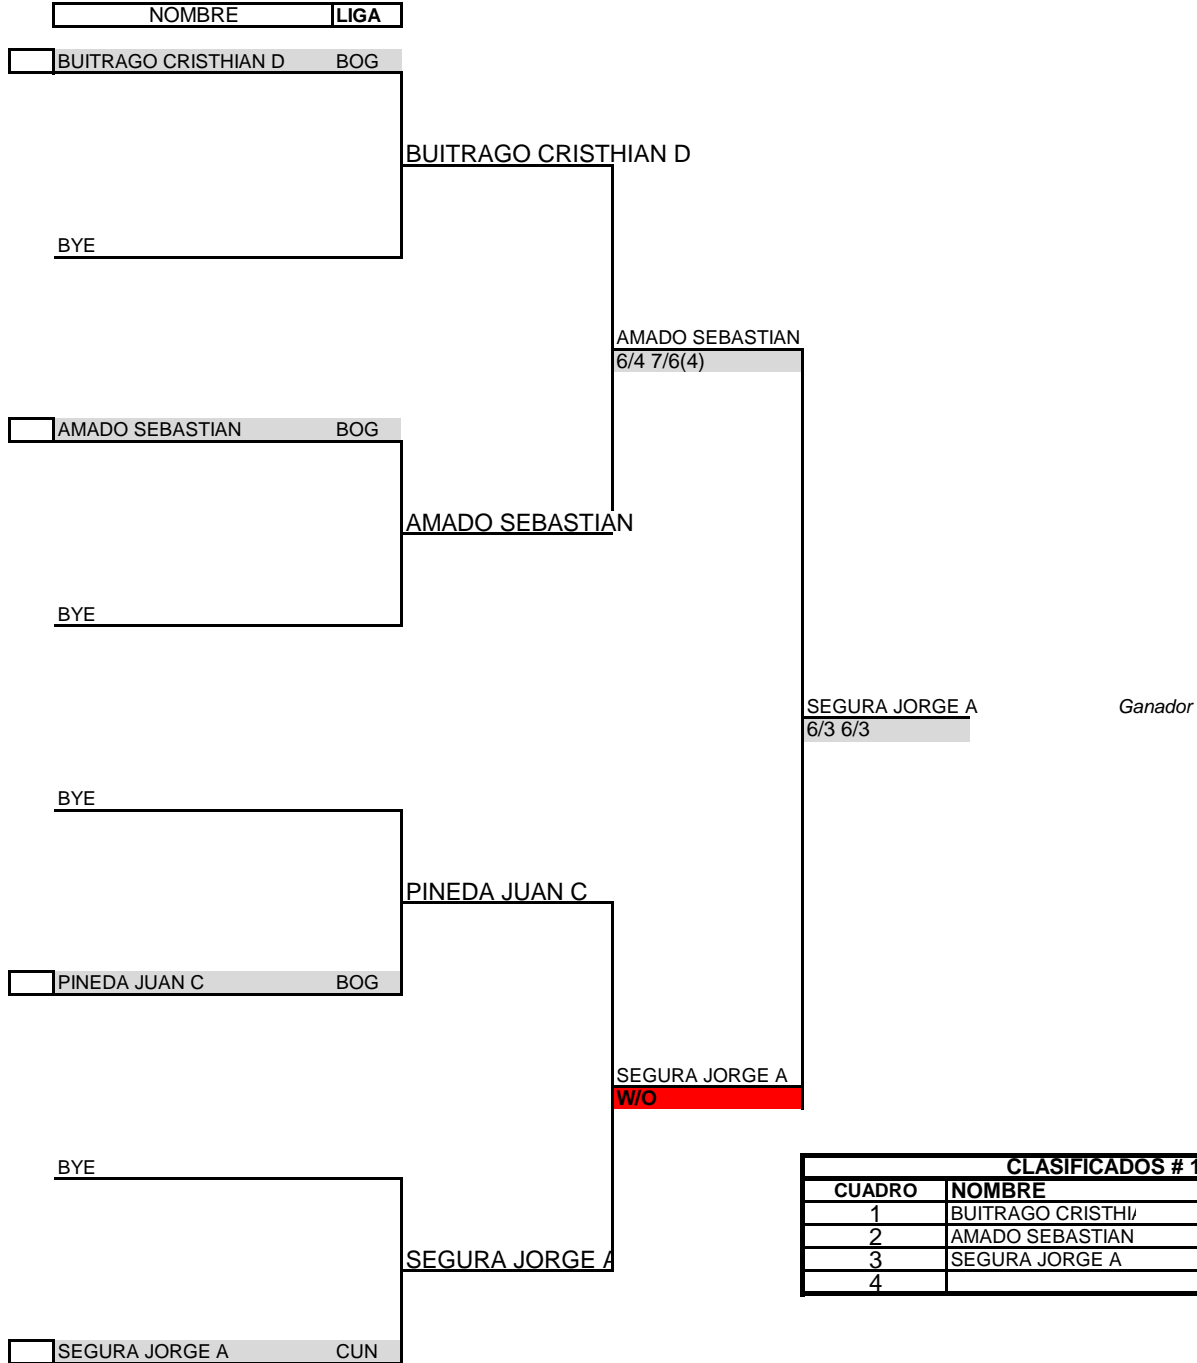 NOMBRE LIGA
BUITRAGO CRISTHIAN D BOG
BUITRAGO CRISTHIAN D
BYE
AMADO SEBASTIAN
6/4 7/6(4)
AMADO SEBASTIAN BOG
AMADO SEBASTIAN
BYE
SEGURA JORGE A Ganador
6/3 6/3
BYE
PINEDA JUAN C
PINEDA JUAN C BOG
SEGURA JORGE A
W/O
BYE
SEGURA JORGE A
SEGURA JORGE A CUN
CLASIFICADOS # 1
CUADRO NOMBRE
1 BUITRAGO CRISTHI
2 AMADO SEBASTIAN
3 SEGURA JORGE A
4